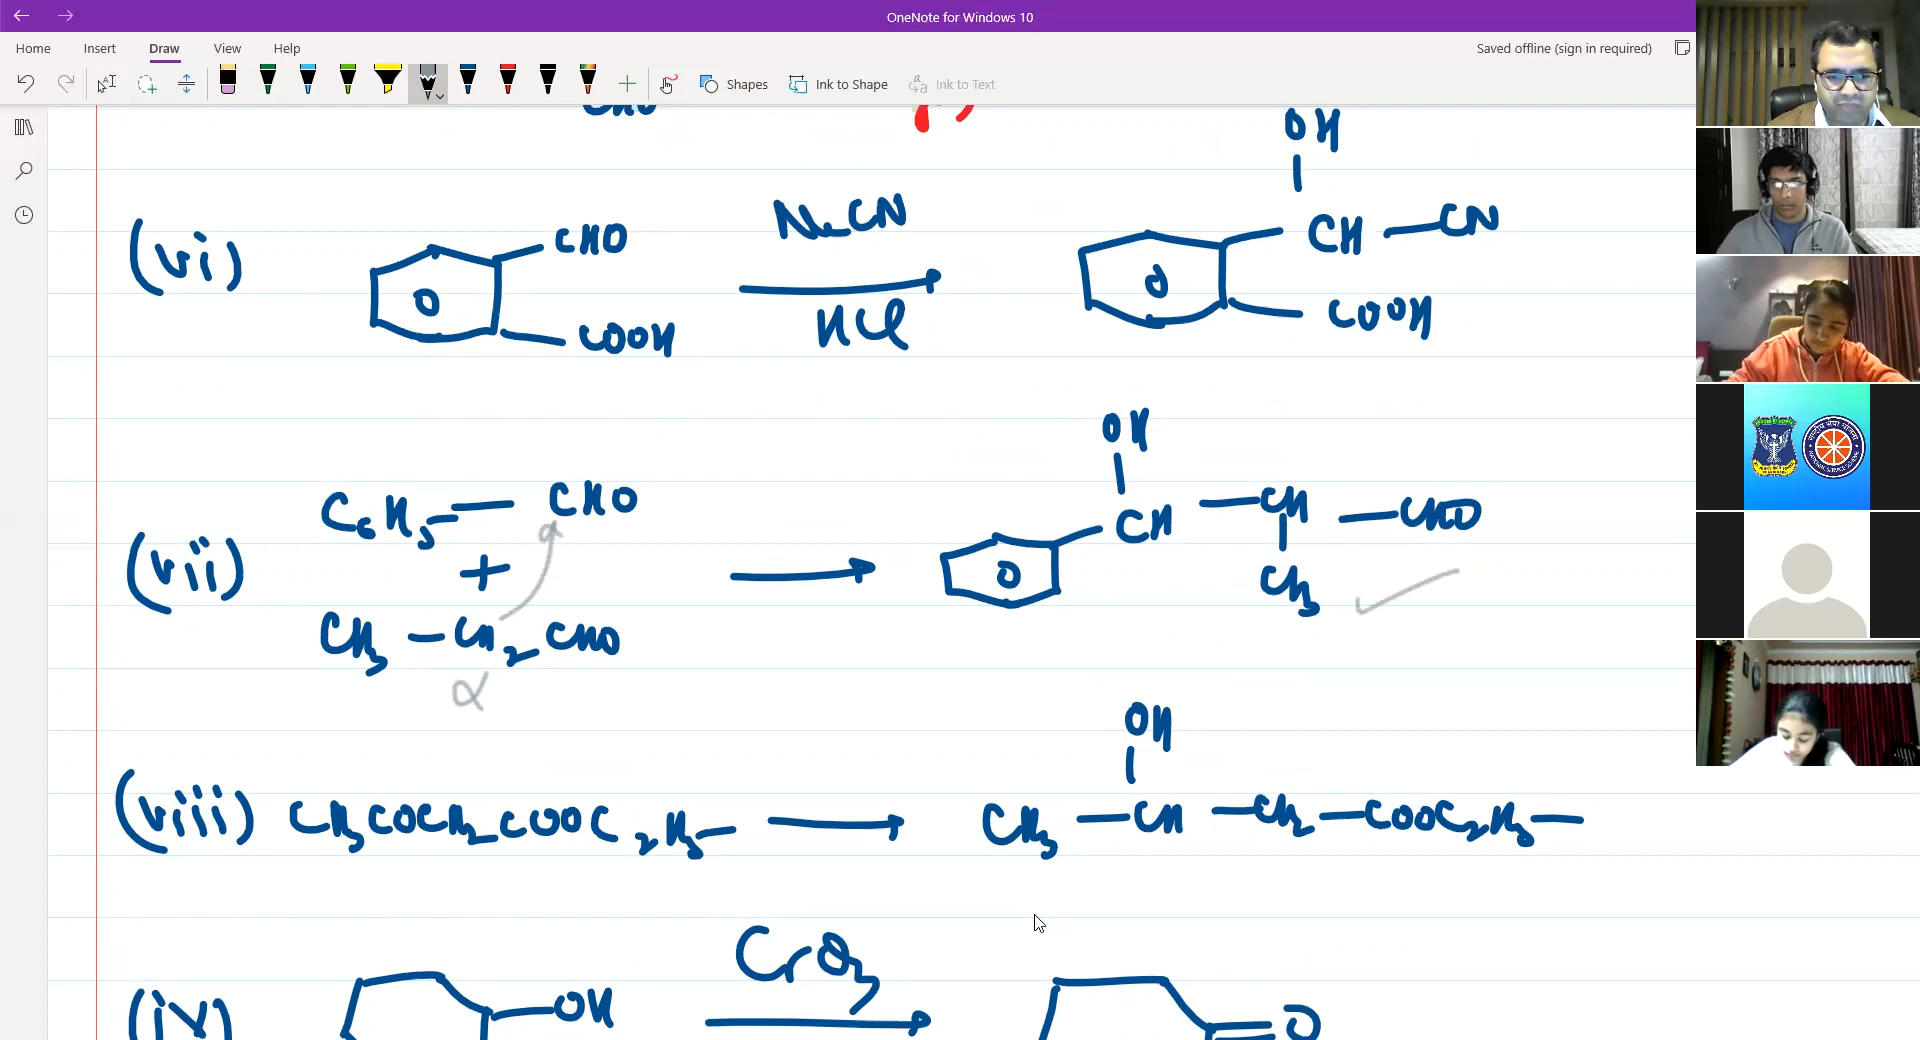 OneNote for Windows 10
Home Insert Draw View Help
Saved offline (sign in required)
Shapes Ink to Shape Ink to Text
CHO
(vi) CHO COOH
NaCN
HCl
OH
CH — CN
COOH
(vii) C6H5 — CHO
+
CH3 — CH2 CHO
α
OH
CH — CH — CHO
CH3
(viii) CH3COCH2COOC2H5 —
OH
CH3 — CH — CH2 — COOC2H5 —
(iv) OH
CrO3
O